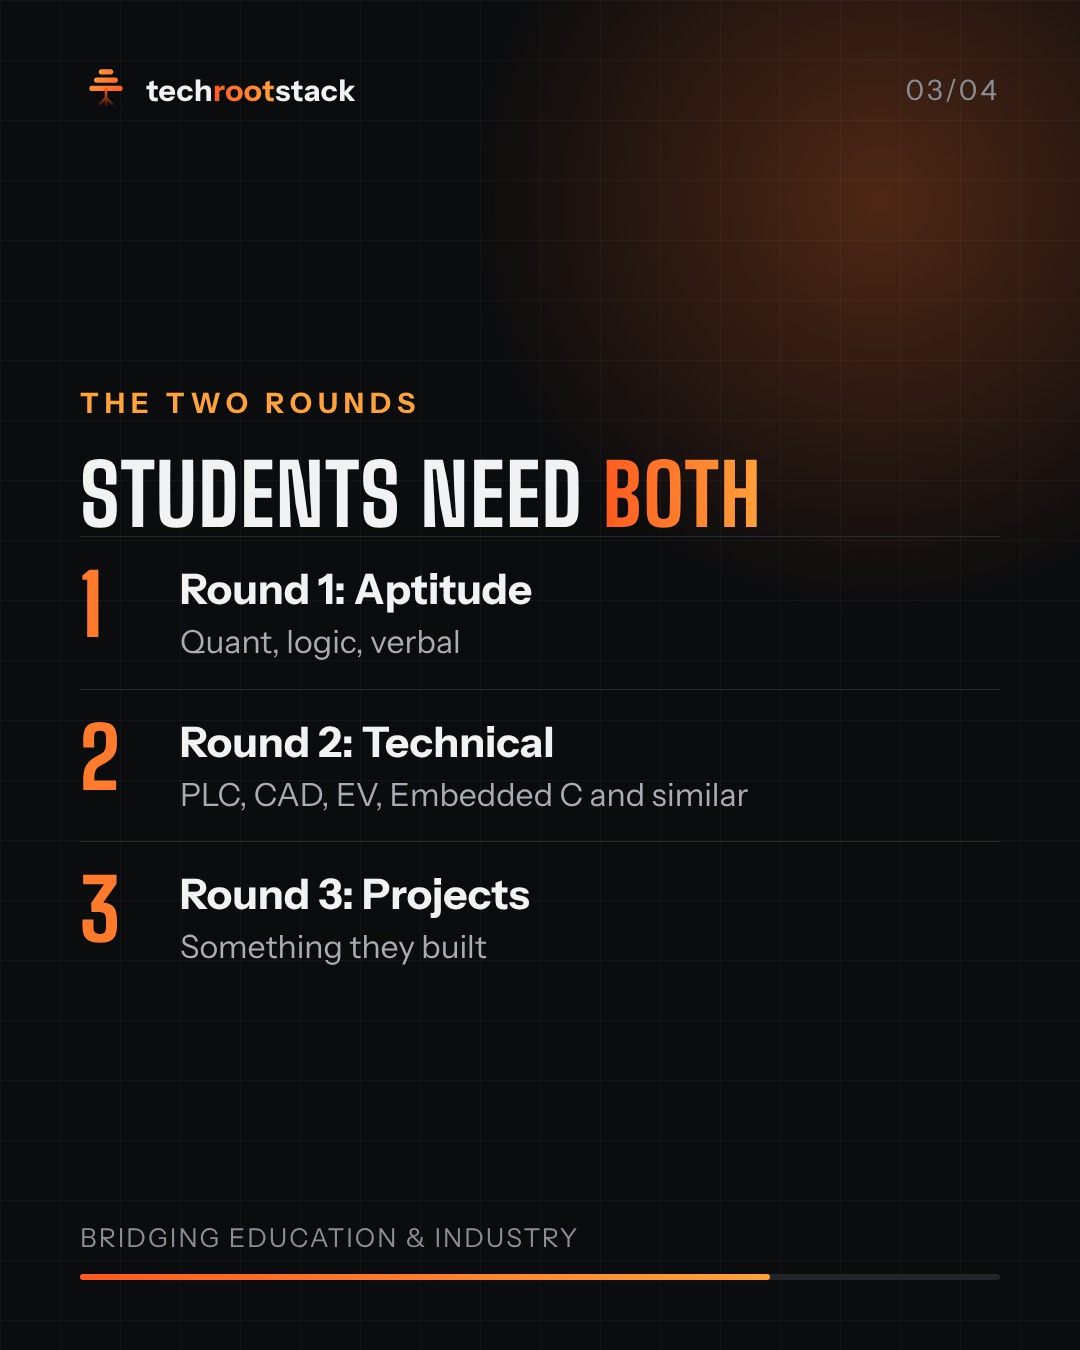 techrootstack
03/04
THE TWO ROUNDS
STUDENTS NEED BOTH
1
Round 1: Aptitude
Quant, logic, verbal
2
Round 2: Technical
PLC, CAD, EV, Embedded C and similar
3
Round 3: Projects
Something they built
BRIDGING EDUCATION & INDUSTRY